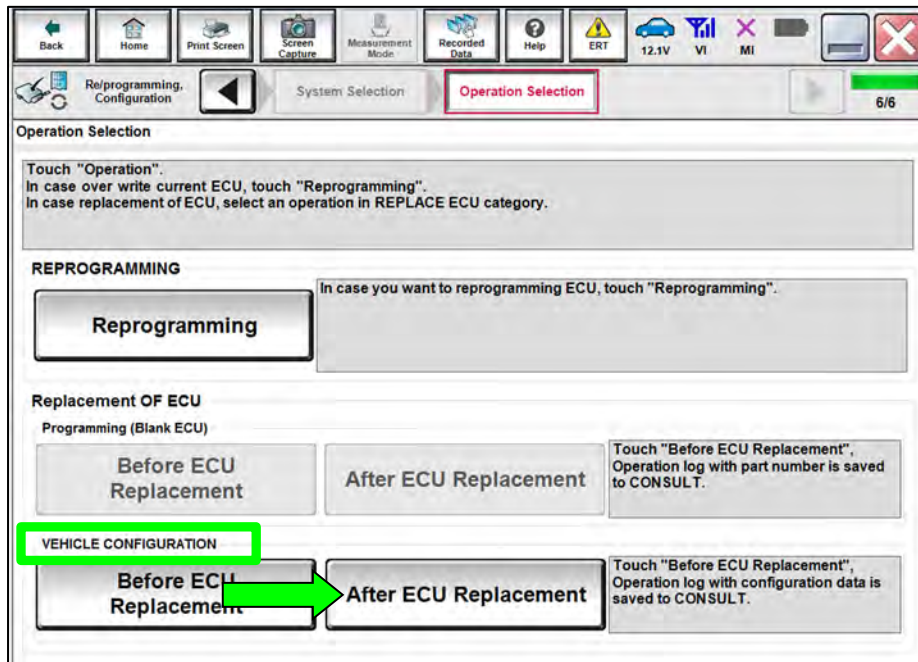 Back
Home
Print Screen
Screen
Capture
Measurement
Mode
Recorded
Data
Help
ERT
12.1V
VI
MI
Re/programming,
Configuration
System Selection
Operation Selection
6/6
Operation Selection
Touch "Operation".
In case over write current ECU, touch "Reprogramming".
In case replacement of ECU, select an operation in REPLACE ECU category.
REPROGRAMMING
Reprogramming
In case you want to reprogramming ECU, touch "Reprogramming".
Replacement OF ECU
Programming (Blank ECU)
Before ECU
Replacement
After ECU Replacement
Touch "Before ECU Replacement",
Operation log with part number is saved
to CONSULT.
VEHICLE CONFIGURATION
Before ECU
Replacement
After ECU Replacement
Touch "Before ECU Replacement",
Operation log with configuration data is
saved to CONSULT.